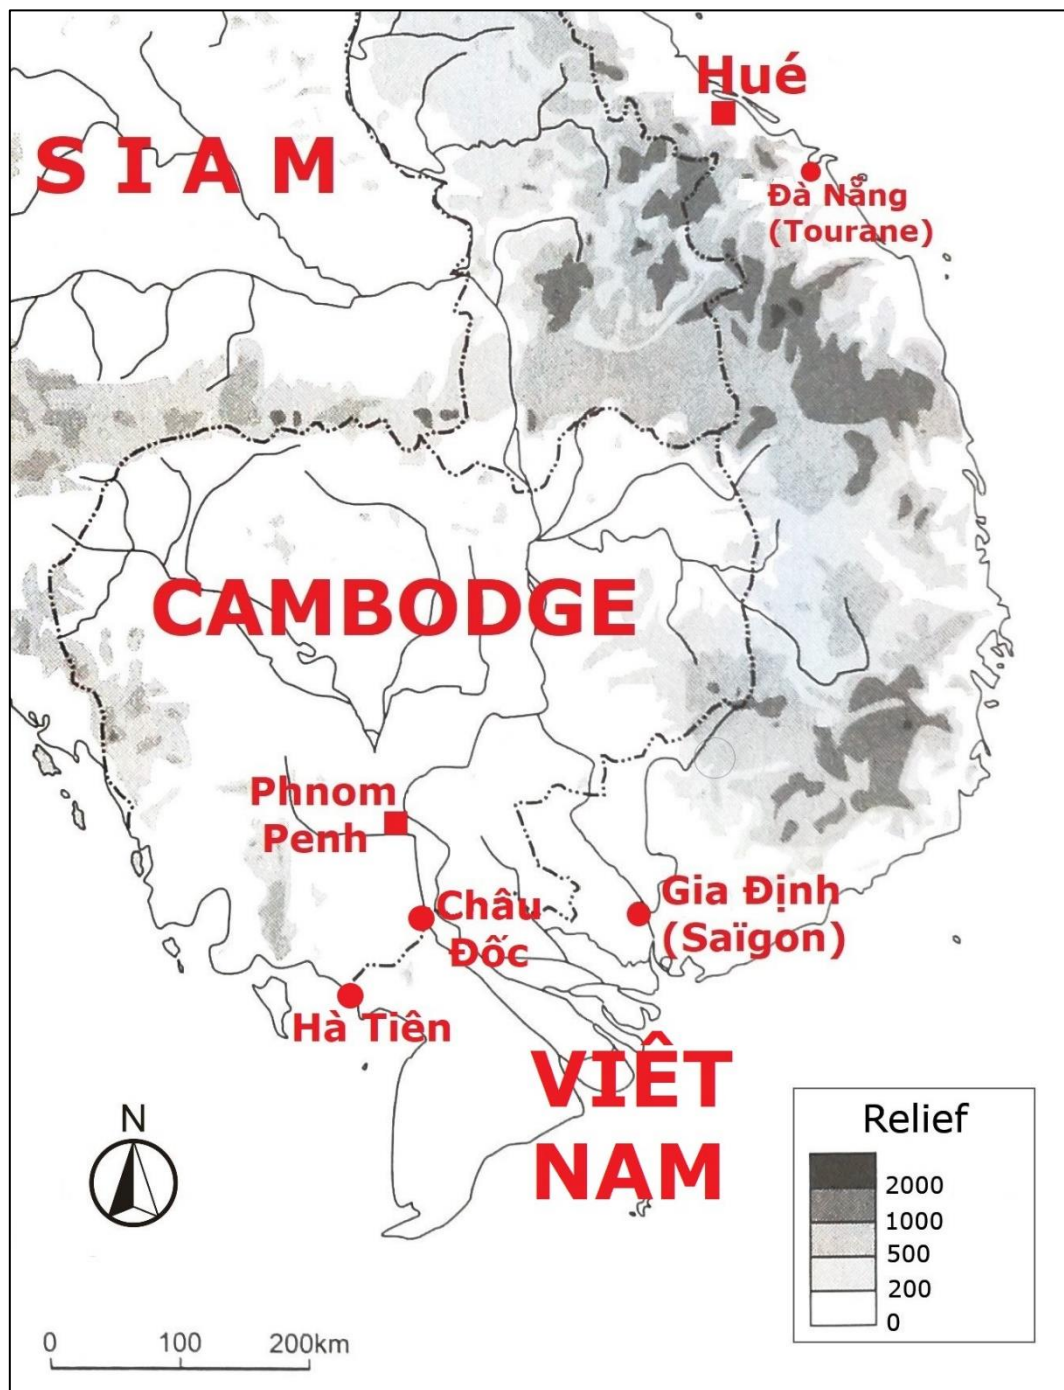 Hué
SIAM
Đà Nẵng
(Tourane)
CAMBODGE
Phnom
Penh
Châu
Đốc
Gia Định
(Saïgon)
Hà Tiên
VIÊT
NAM
N
Relief
2000
1000
500
200
0
0 100 200km